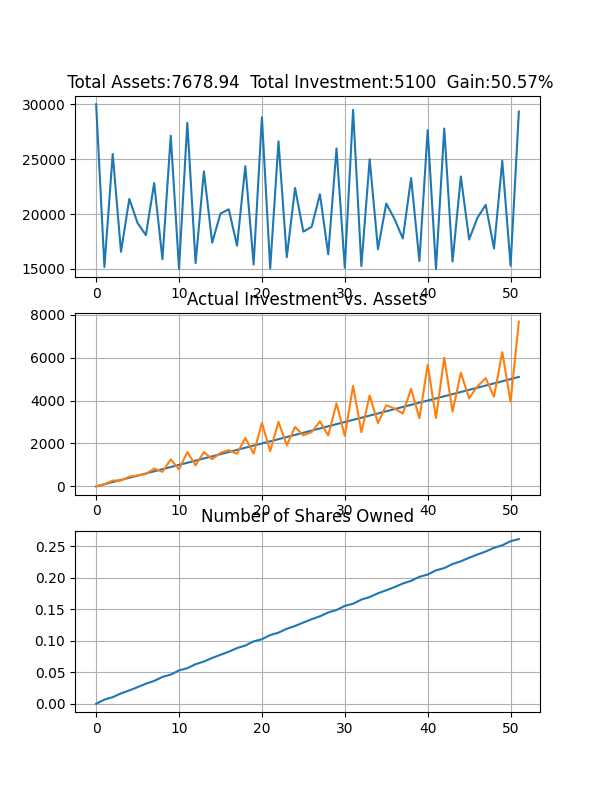 Total Assets:7678.94  Total Investment:5100  Gain:50.57%
30000
25000
20000
15000
0 10 20 30 40 50
Actual Investment vs. Assets
8000
6000
4000
2000
0
0 10 20 30 40 50
Number of Shares Owned
0.25
0.20
0.15
0.10
0.05
0.00
0 10 20 30 40 50